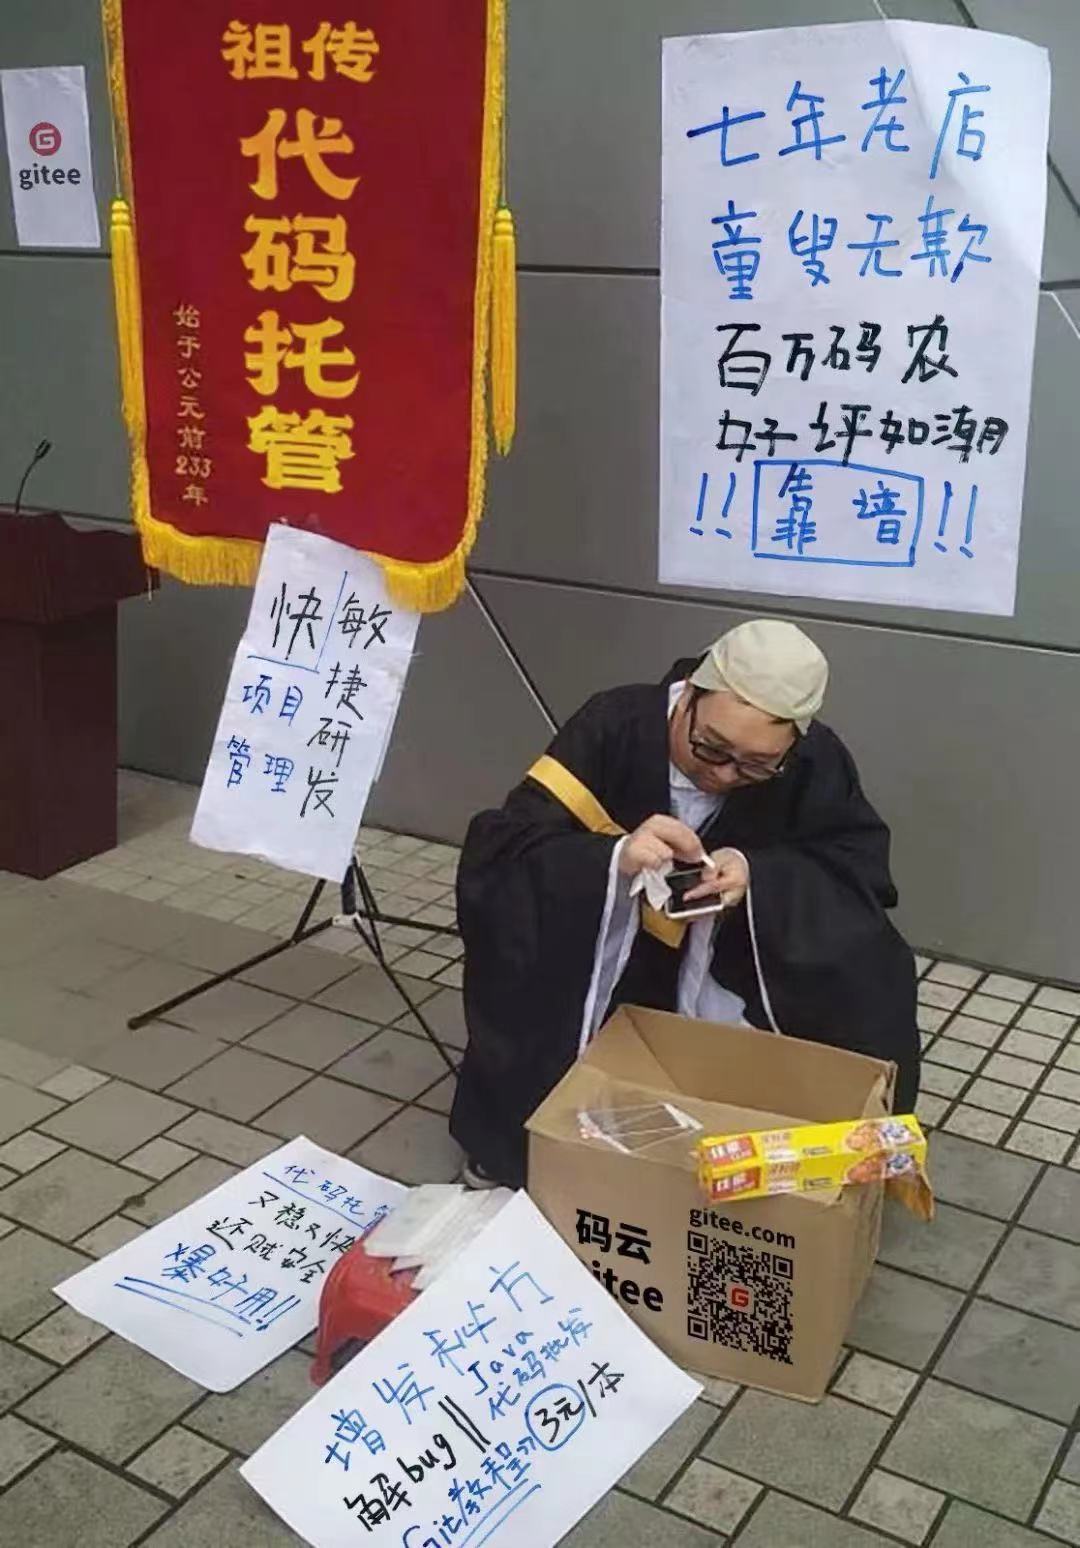 gitee
祖传
代码托管
始于公元前233年
七年老店
童叟无欺
百万码农
好坪如潮
!! 靠谱 !!
快
敏捷研发
项目
管理
代码托管
又稳又快
还贼安全
爆好用!!
增发秘方
解bug
Java
代码批发
Git教程
3元/本
码云
gitee
gitee.com